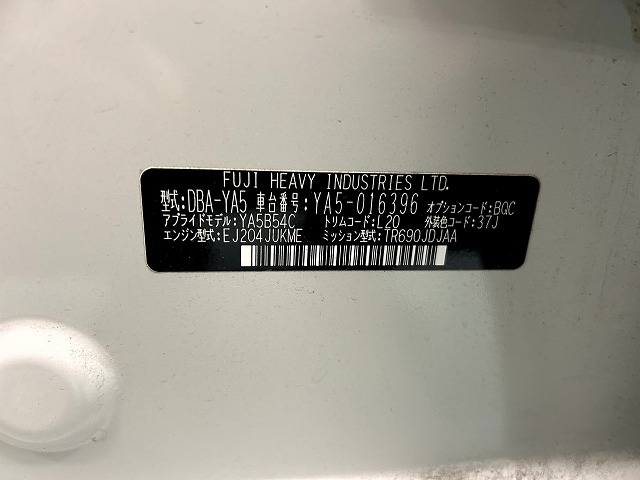 FUJI HEAVY INDUSTRIES LTD.
型式:DBA-YA5 車台番号:YA5-016396 オプションコード:BQC
アプライドモデル:YA5B54C トリムコード:L20 外装色コード:37J
エンジン型式:EJ204JUKME ミッション型式:TR690JDJAA